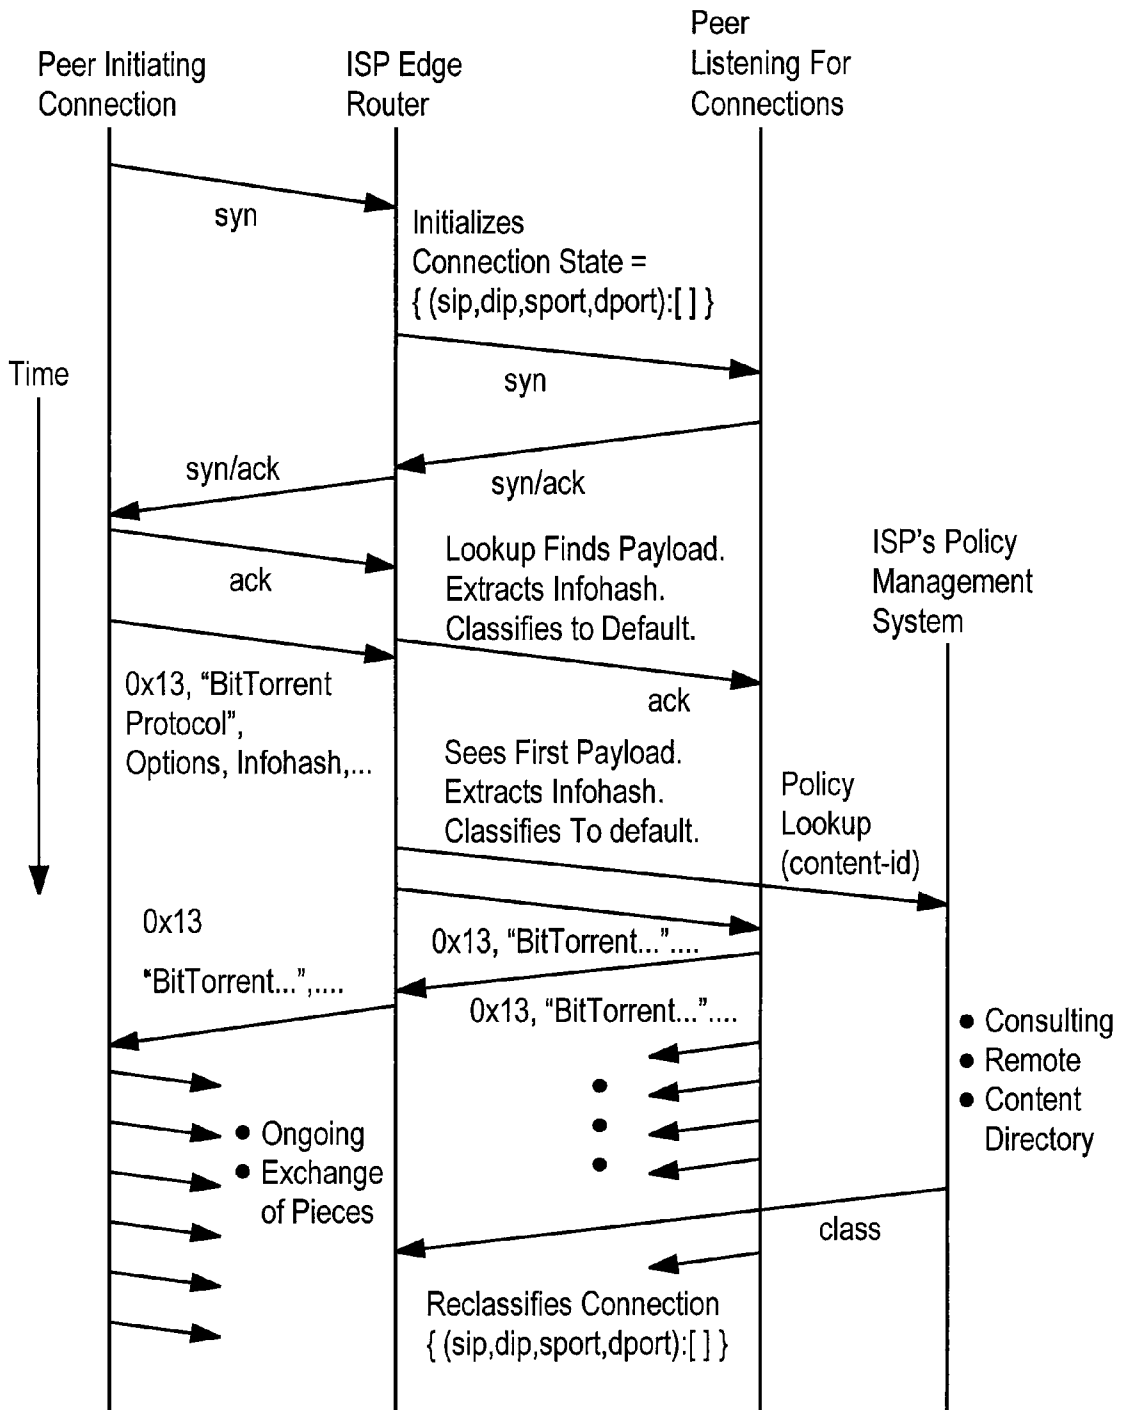 Peer Initiating
Connection
ISP Edge
Router
Peer
Listening For
Connections
syn
Initializes
Connection State =
{ (sip,dip,sport,dport):[ ] }
Time
syn
syn/ack
syn/ack
ack
Lookup Finds Payload.
Extracts Infohash.
Classifies to Default.
ISP's Policy
Management
System
0x13, “BitTorrent
Protocol”,
Options, Infohash,...
ack
Sees First Payload.
Extracts Infohash.
Classifies To default.
Policy
Lookup
(content-id)
0x13
“BitTorrent...”,....
0x13, “BitTorrent...”....
0x13, “BitTorrent...”....
● Consulting
● Remote
● Content
Directory
● Ongoing
● Exchange
of Pieces
class
Reclassifies Connection
{ (sip,dip,sport,dport):[ ] }